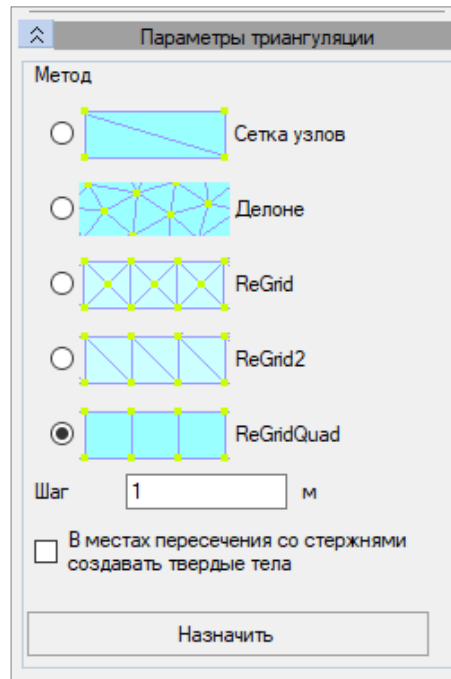 Параметры триангуляции
Метод
Сетка узлов
Делоне
ReGrid
ReGrid2
ReGridQuad
Шаг 1 м
В местах пересечения со стержнями
создавать твердые тела
Назначить